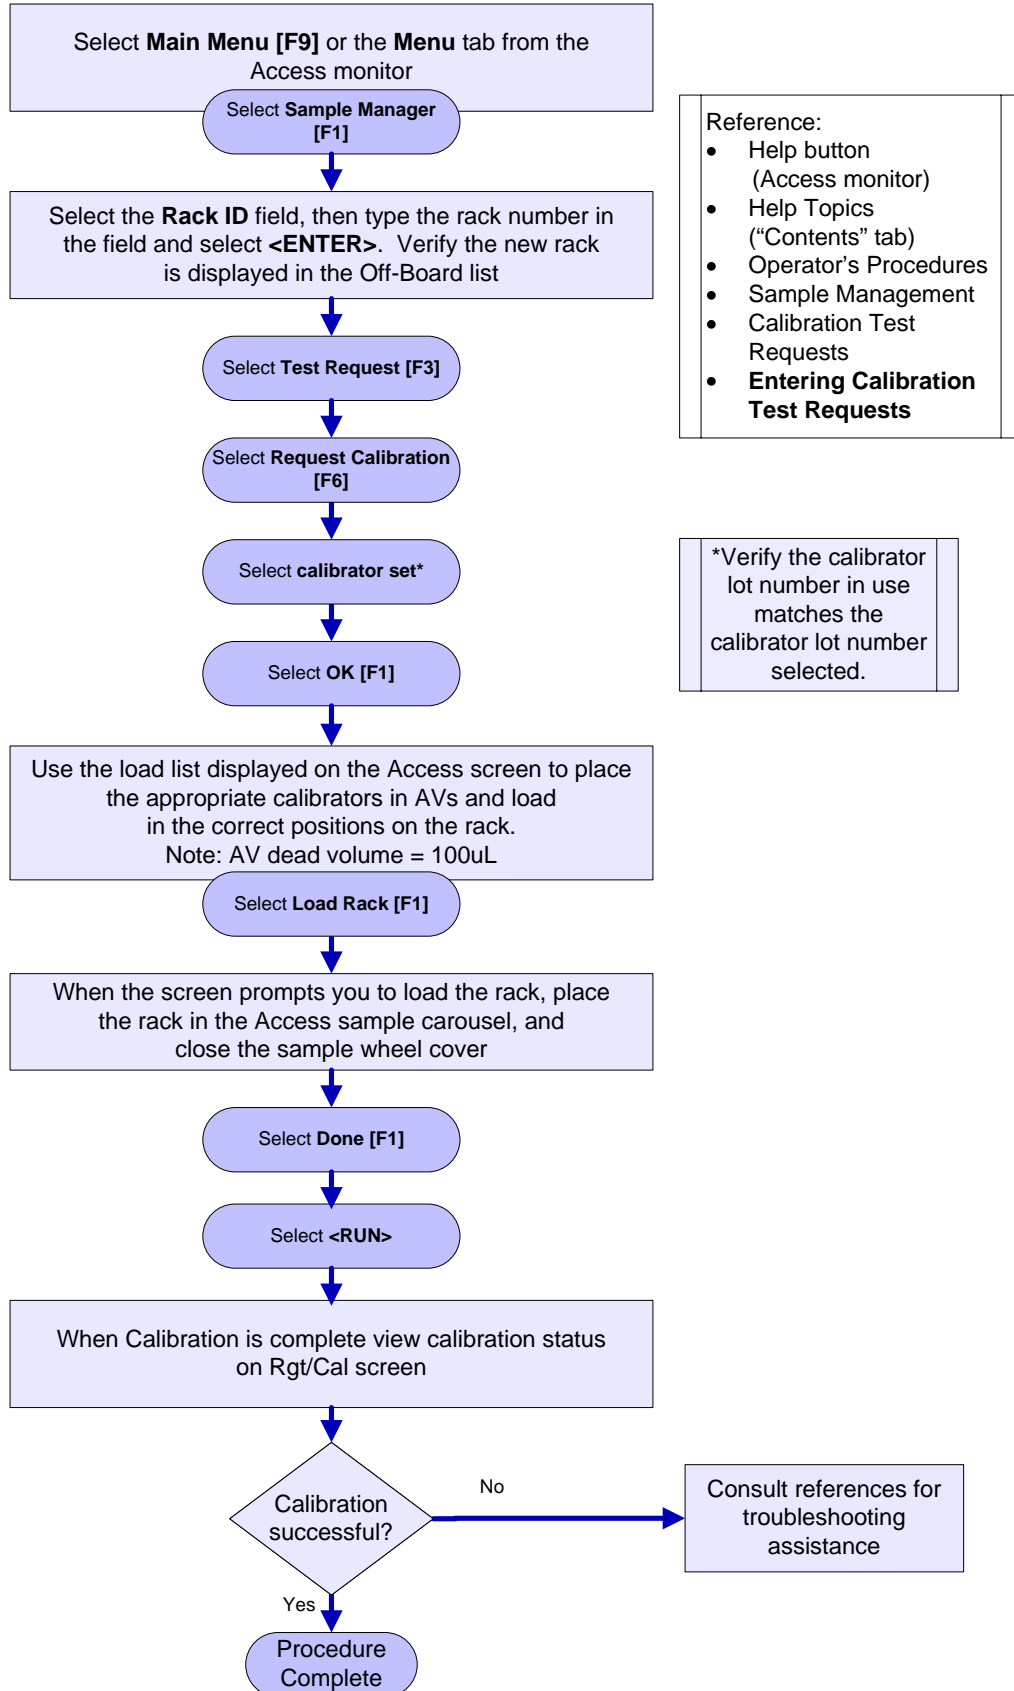 Select Main Menu [F9] or the Menu tab from the
Access monitor
Select Sample Manager
[F1]
Reference:
• Help button
(Access monitor)
• Help Topics
(“Contents” tab)
• Operator’s Procedures
• Sample Management
• Calibration Test
Requests
• Entering Calibration
Test Requests
Select the Rack ID field, then type the rack number in
the field and select <ENTER>.  Verify the new rack
is displayed in the Off-Board list
Select Test Request [F3]
Select Request Calibration
[F6]
Select calibrator set*
*Verify the calibrator
lot number in use
matches the
calibrator lot number
selected.
Select OK [F1]
Use the load list displayed on the Access screen to place
the appropriate calibrators in AVs and load
in the correct positions on the rack.
Note: AV dead volume = 100uL
Select Load Rack [F1]
When the screen prompts you to load the rack, place
the rack in the Access sample carousel, and
close the sample wheel cover
Select Done [F1]
Select <RUN>
When Calibration is complete view calibration status
on Rgt/Cal screen
Calibration
successful?
No
Consult references for
troubleshooting
assistance
Yes
Procedure
Complete